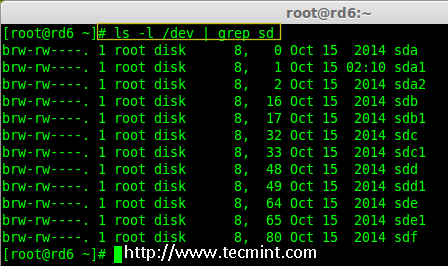 root@rd6:~
[root@rd6 ~]# ls -l /dev | grep sd
brw-rw----. 1 root disk      8,   0 Oct 15  2014 sda
brw-rw----. 1 root disk      8,   1 Oct 15 02:10 sda1
brw-rw----. 1 root disk      8,   2 Oct 15  2014 sda2
brw-rw----. 1 root disk      8,  16 Oct 15  2014 sdb
brw-rw----. 1 root disk      8,  17 Oct 15  2014 sdb1
brw-rw----. 1 root disk      8,  32 Oct 15  2014 sdc
brw-rw----. 1 root disk      8,  33 Oct 15  2014 sdc1
brw-rw----. 1 root disk      8,  48 Oct 15  2014 sdd
brw-rw----. 1 root disk      8,  49 Oct 15  2014 sdd1
brw-rw----. 1 root disk      8,  64 Oct 15  2014 sde
brw-rw----. 1 root disk      8,  65 Oct 15  2014 sde1
brw-rw----. 1 root disk      8,  80 Oct 15  2014 sdf
[root@rd6 ~]# http://www.tecmint.com